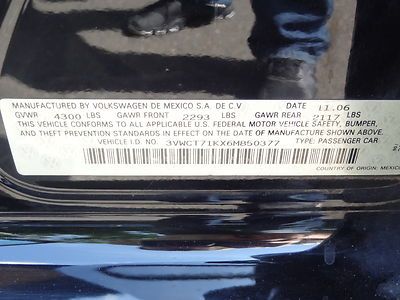 MANUFACTURED BY VOLKSWAGEN DE MEXICO S.A. DE C.V. DATE 11.06
GVWR 4300 LBS GAWR FRONT 2293 LBS GAWR REAR 2117 LBS
THIS VEHICLE CONFORMS TO ALL APPLICABLE U.S. FEDERAL MOTOR VEHICLE SAFETY, BUMPER,
AND THEFT PREVENTION STANDARDS IN EFFECT ON THE DATE OF MANUFACTURE SHOWN ABOVE
VEHICLE I.D. NO. 3VWCT71KX6M850377 TYPE: PASSENGER CAR
COUNTRY OF ORIGIN: MEXICO